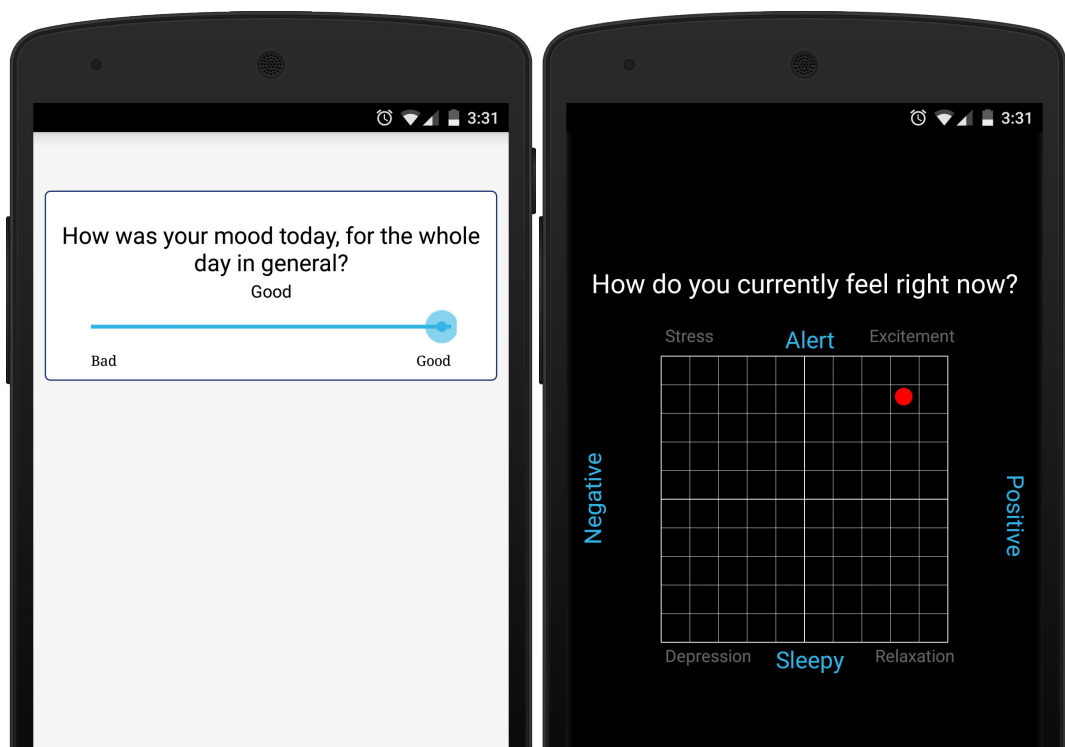 3:31
How was your mood today, for the whole
day in general?
Good
Bad Good
3:31
How do you currently feel right now?
Stress Alert Excitement
Negative
Positive
Depression Sleepy Relaxation